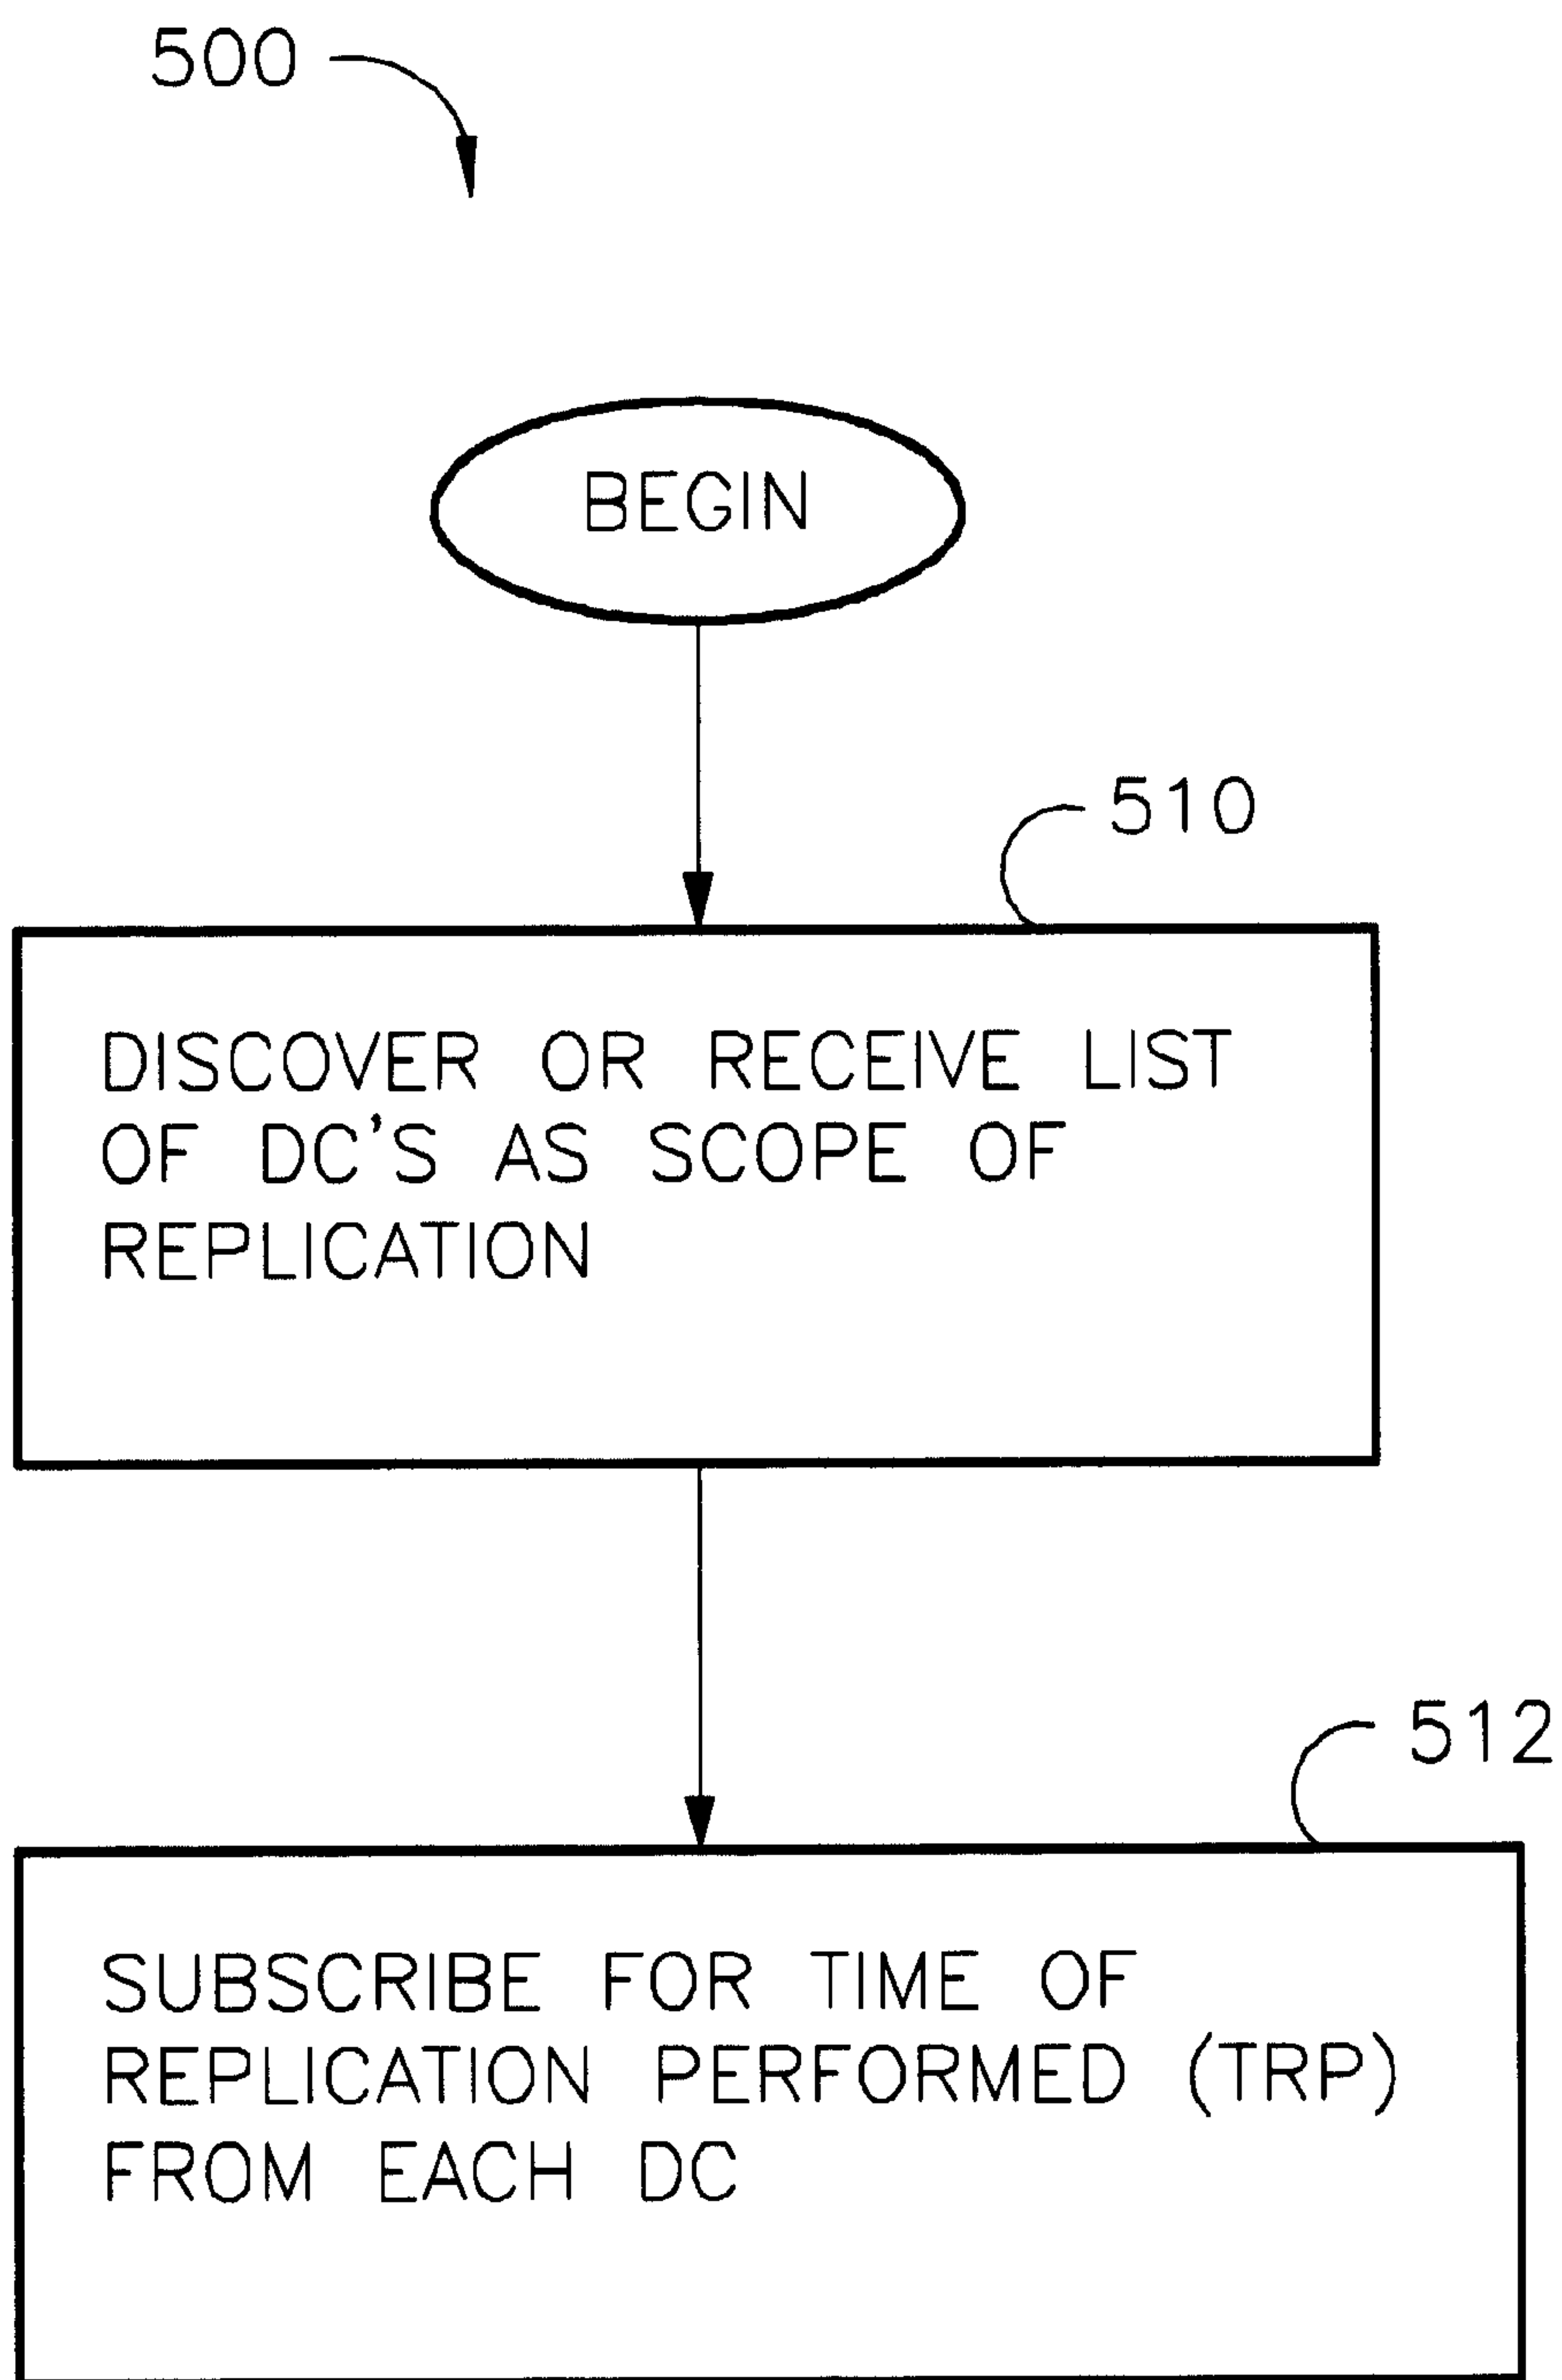 500
BEGIN
510
DISCOVER OR RECEIVE LIST
OF DC'S AS SCOPE OF
REPLICATION
512
SUBSCRIBE FOR TIME OF
REPLICATION PERFORMED (TRP)
FROM EACH DC